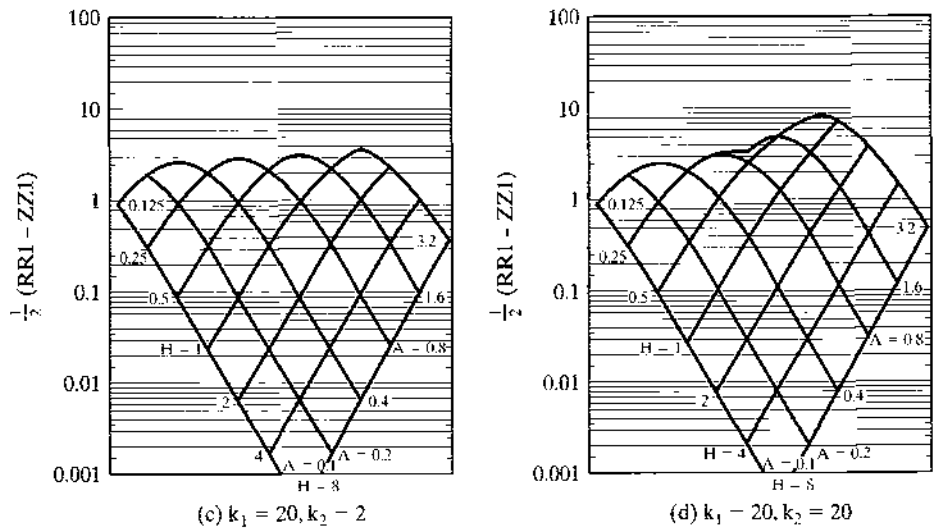 100
10
1
0.1
0.01
0.001
½ (RR1 - ZZ1)
0.125
0.25
0.5
H - 1
2
4
A = 0.1
H - 8
A = 0.2
0.4
A = 0.8
1.6
3.2
(c) k₁ = 20, k₂ - 2
100
10
1
0.1
0.01
0.001
½ (RR1 - ZZ1)
0.125
0.25
0.5
H - 1
2
H - 4
A = 0.1
H - 8
A = 0.2
0.4
A = 0.8
1.6
3.2
(d) k₁ - 20, k₂ = 20